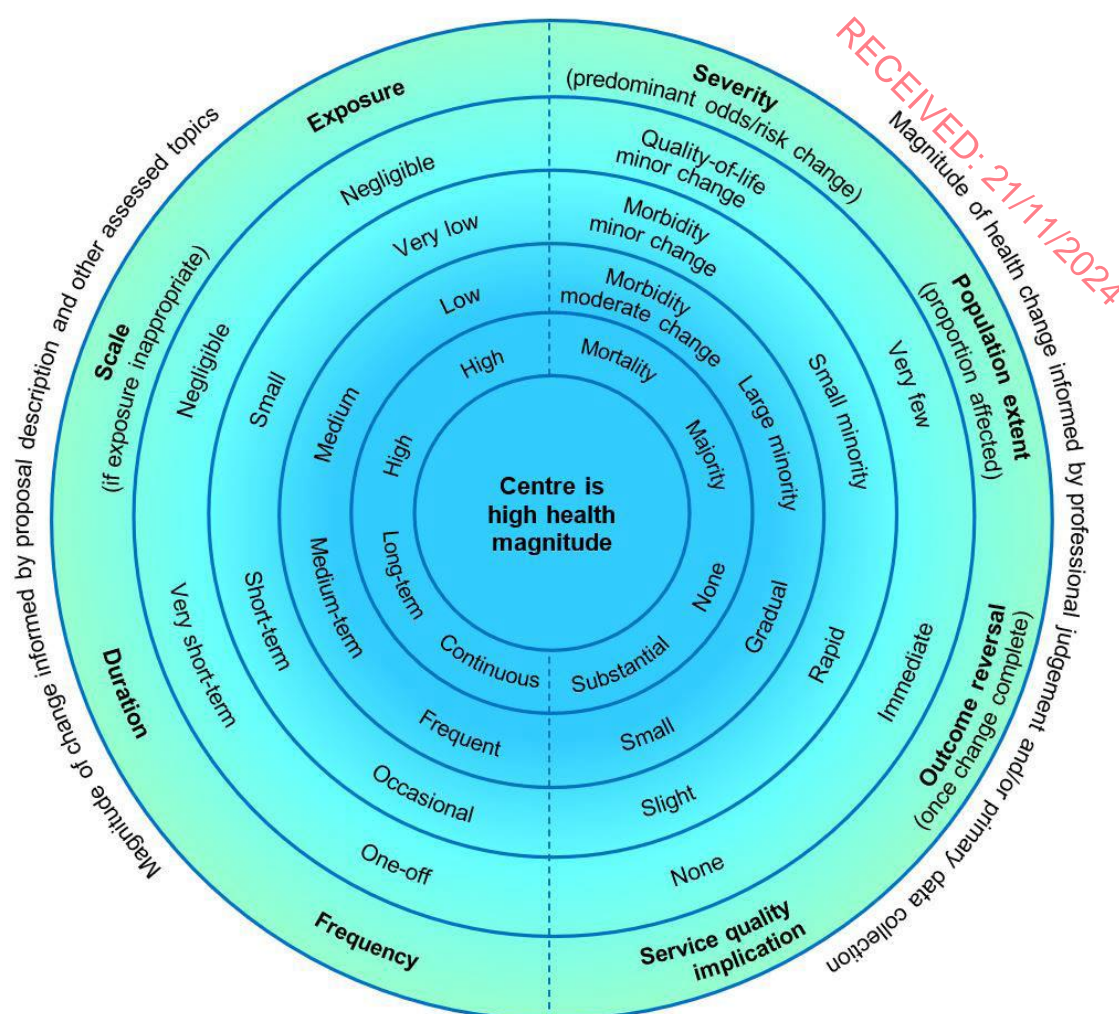 RECEIVED: 21/11/2024
Magnitude of change informed by proposal description and other assessed topics
Magnitude of health change informed by professional judgement and/or primary data collection
Exposure
Negligible
Very low
Low
High
Severity
(predominant odds/risk change)
Quality-of-life
minor change
Morbidity
minor change
Morbidity
moderate change
Mortality
Scale
(if exposure inappropriate)
Negligible
Small
Medium
High
Population extent
(proportion affected)
Very few
Small minority
Large minority
Majority
Centre is
high health
magnitude
Duration
Very short-term
Short-term
Medium-term
Long-term
Outcome reversal
(once change complete)
Immediate
Rapid
Gradual
None
Frequency
One-off
Occasional
Frequent
Continuous
Service quality
implication
None
Slight
Small
Substantial